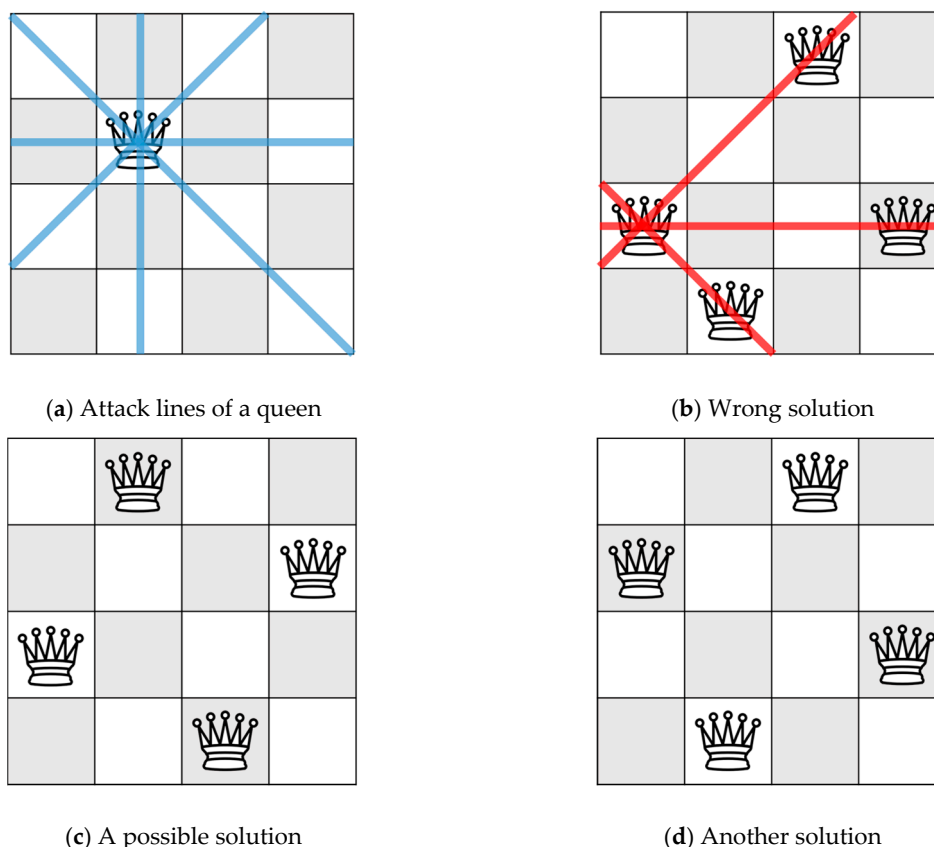 (a) Attack lines of a queen
(b) Wrong solution
(c) A possible solution
(d) Another solution